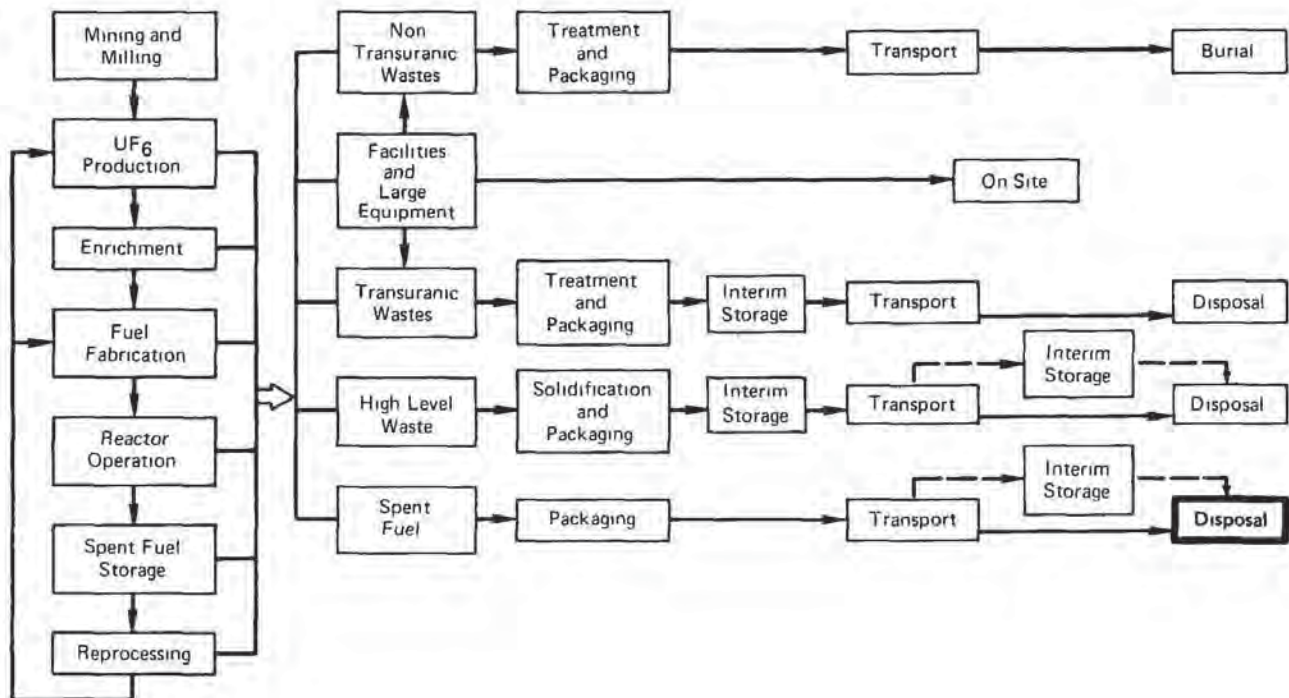 Mining and
Milling
UF6
Production
Enrichment
Fuel
Fabrication
Reactor
Operation
Spent Fuel
Storage
Reprocessing
Non
Transuranic
Wastes
Treatment
and
Packaging
Transport
Burial
Facilities
and
Large
Equipment
On Site
Transuranic
Wastes
Treatment
and
Packaging
Interim
Storage
Transport
Disposal
High Level
Waste
Solidification
and
Packaging
Interim
Storage
Transport
Interim
Storage
Disposal
Spent
Fuel
Packaging
Transport
Interim
Storage
Disposal